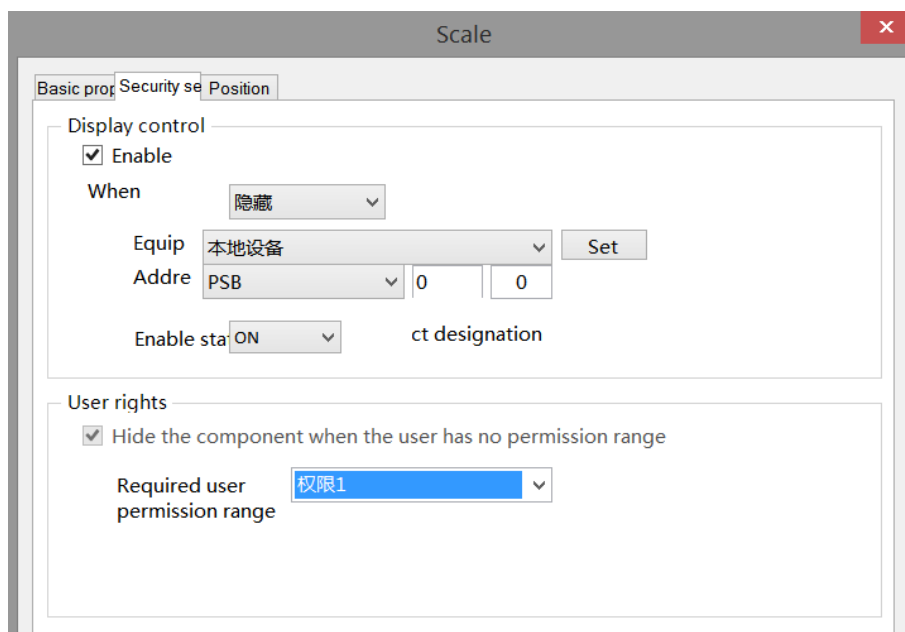 Scale
Basic prop Security se Position
Display control
Enable
When 隐藏
Equip 本地设备 Set
Addre PSB 0 0
Enable stat ON ct designation
User rights
Hide the component when the user has no permission range
Required user 权限1
permission range